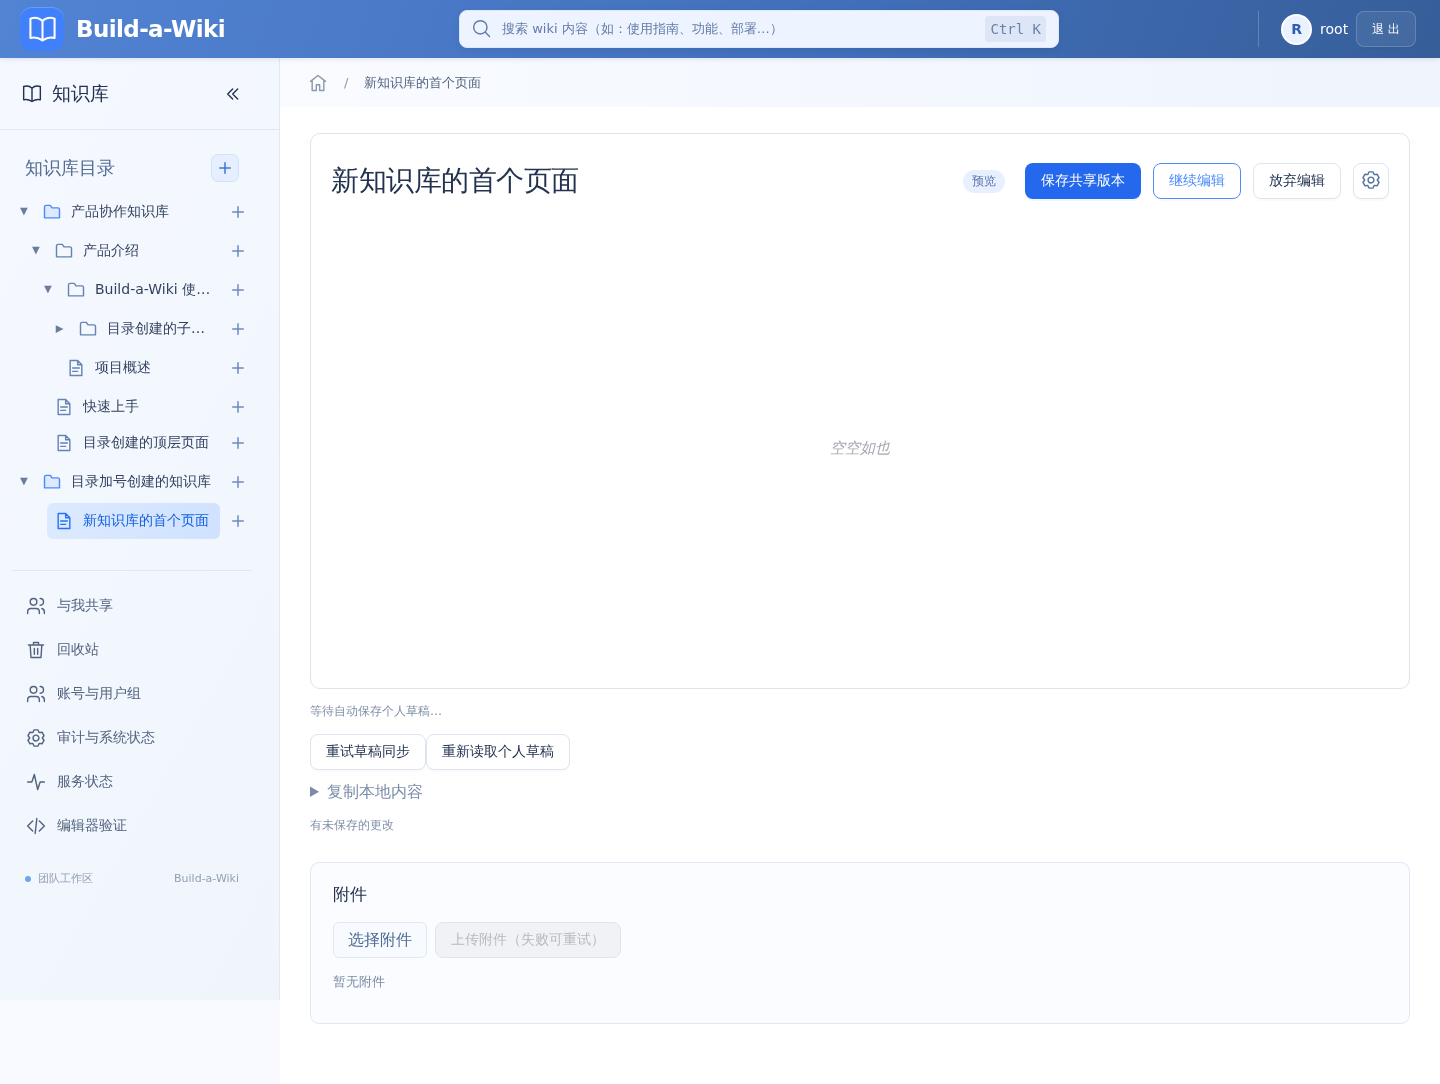 Build-a-Wiki
搜索 wiki 内容（如：使用指南、功能、部署...）
Ctrl K
R
root
退 出
知识库
/
新知识库的首个页面
知识库目录
产品协作知识库
产品介绍
Build-a-Wiki 使...
目录创建的子...
项目概述
快速上手
目录创建的顶层页面
目录加号创建的知识库
新知识库的首个页面
与我共享
回收站
账号与用户组
审计与系统状态
服务状态
编辑器验证
团队工作区
Build-a-Wiki
新知识库的首个页面
预览
保存共享版本
继续编辑
放弃编辑
空空如也
等待自动保存个人草稿...
重试草稿同步
重新读取个人草稿
复制本地内容
有未保存的更改
附件
选择附件
上传附件（失败可重试）
暂无附件